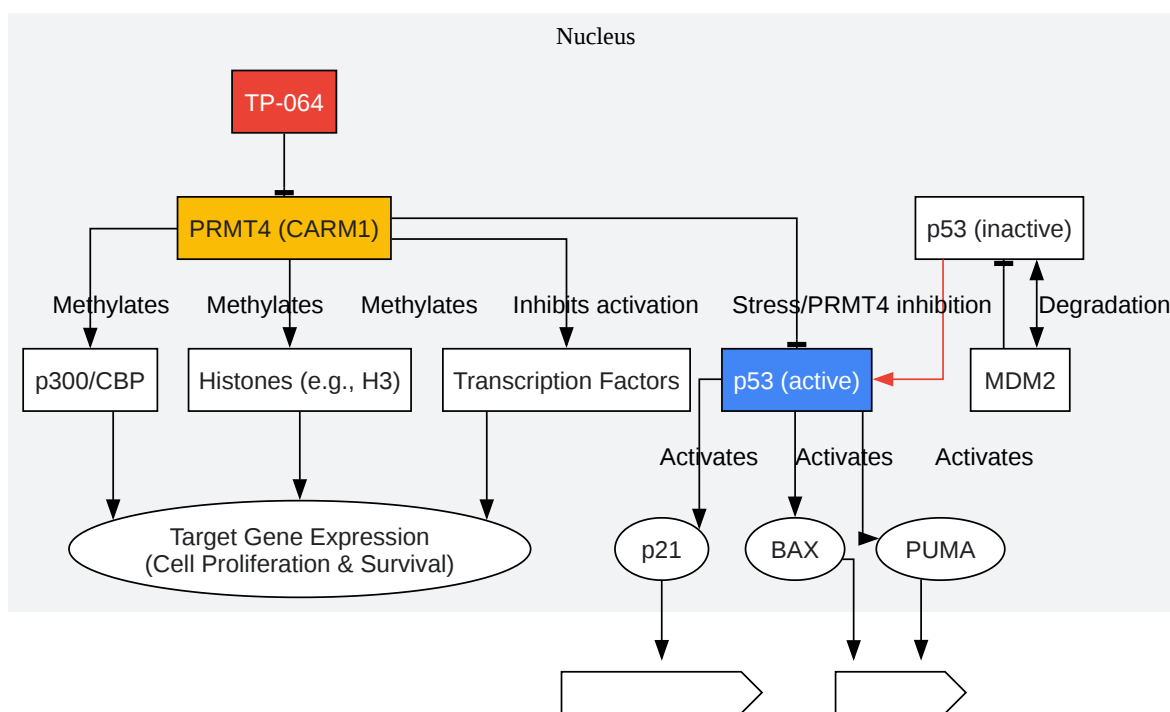 Nucleus
TP-064
PRMT4 (CARM1)
p53 (inactive)
Methylates
Methylates
Methylates
Inhibits activation
Stress/PRMT4 inhibition
Degradation
p300/CBP
Histones (e.g., H3)
Transcription Factors
p53 (active)
MDM2
Activates
Activates
Activates
Target Gene Expression
(Cell Proliferation & Survival)
p21
BAX
PUMA